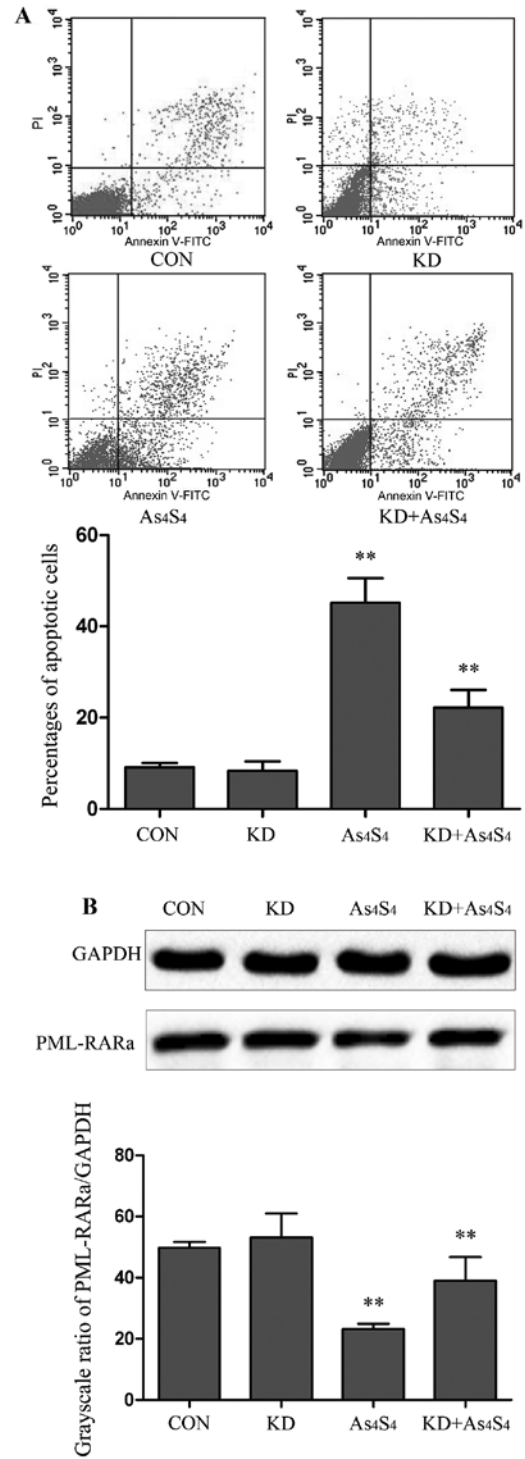 A
10⁴ 10³ 10² 10¹ 10⁰
PI
10⁰ 10¹ 10² 10³ 10⁴
Annexin V-FITC
CON
10⁴ 10³ 10² 10¹ 10⁰
PI
10⁰ 10¹ 10² 10³ 10⁴
Annexin V-FITC
KD
10⁴ 10³ 10² 10¹ 10⁰
PI
10⁰ 10¹ 10² 10³ 10⁴
Annexin V-FITC
As₄S₄
10⁴ 10³ 10² 10¹ 10⁰
PI
10⁰ 10¹ 10² 10³ 10⁴
Annexin V-FITC
KD+As₄S₄
Percentages of apoptotic cells
60
40
20
0
**
**
CON KD As₄S₄ KD+As₄S₄
B
CON KD As₄S₄ KD+As₄S₄
GAPDH
PML-RARa
Grayscale ratio of PML-RARa/GAPDH
80
60
40
20
0
**
**
CON KD As₄S₄ KD+As₄S₄